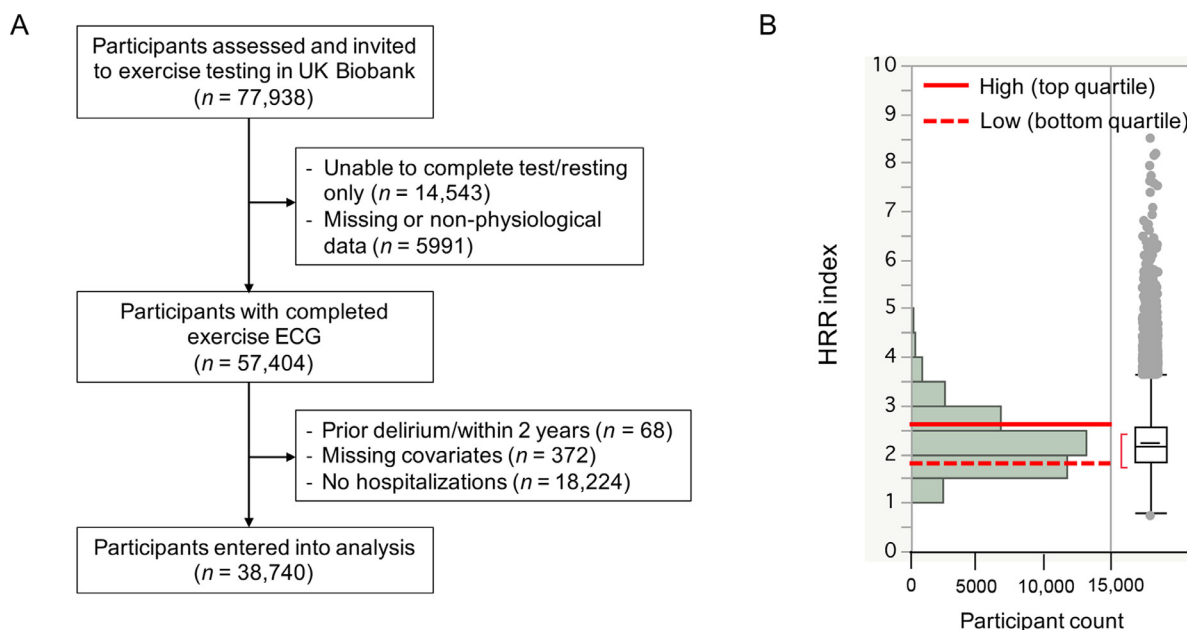 A
Participants assessed and invited
to exercise testing in UK Biobank
(n = 77,938)
- Unable to complete test/resting
only (n = 14,543)
- Missing or non-physiological
data (n = 5991)
Participants with completed
exercise ECG
(n = 57,404)
- Prior delirium/within 2 years (n = 68)
- Missing covariates (n = 372)
- No hospitalizations (n = 18,224)
Participants entered into analysis
(n = 38,740)
B
High (top quartile)
Low (bottom quartile)
HRR index
10
9
8
7
6
5
4
3
2
1
0
0
5000
10,000
15,000
Participant count